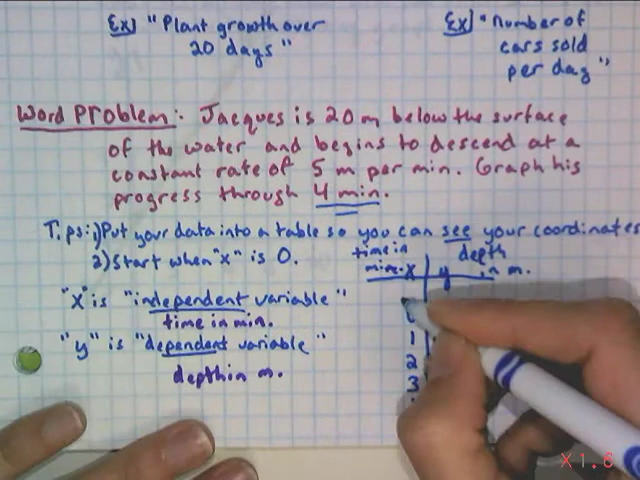 Ex) "Plant growth over
20 days"
Ex) "Number of
cars sold
per day"
Word Problem: Jacques is 20 m below the surface
of the water and begins to descend at a
constant rate of 5 m per min. Graph his
progress through 4 min.
Tips: 1) Put your data into a table so you can see your coordinates
2) Start when "x" is 0.
time in
min. x
depth
y in m.
"x" is "independent variable"
time in min.
"y" is "dependent variable"
depth in m.
1
2
3
X1.6